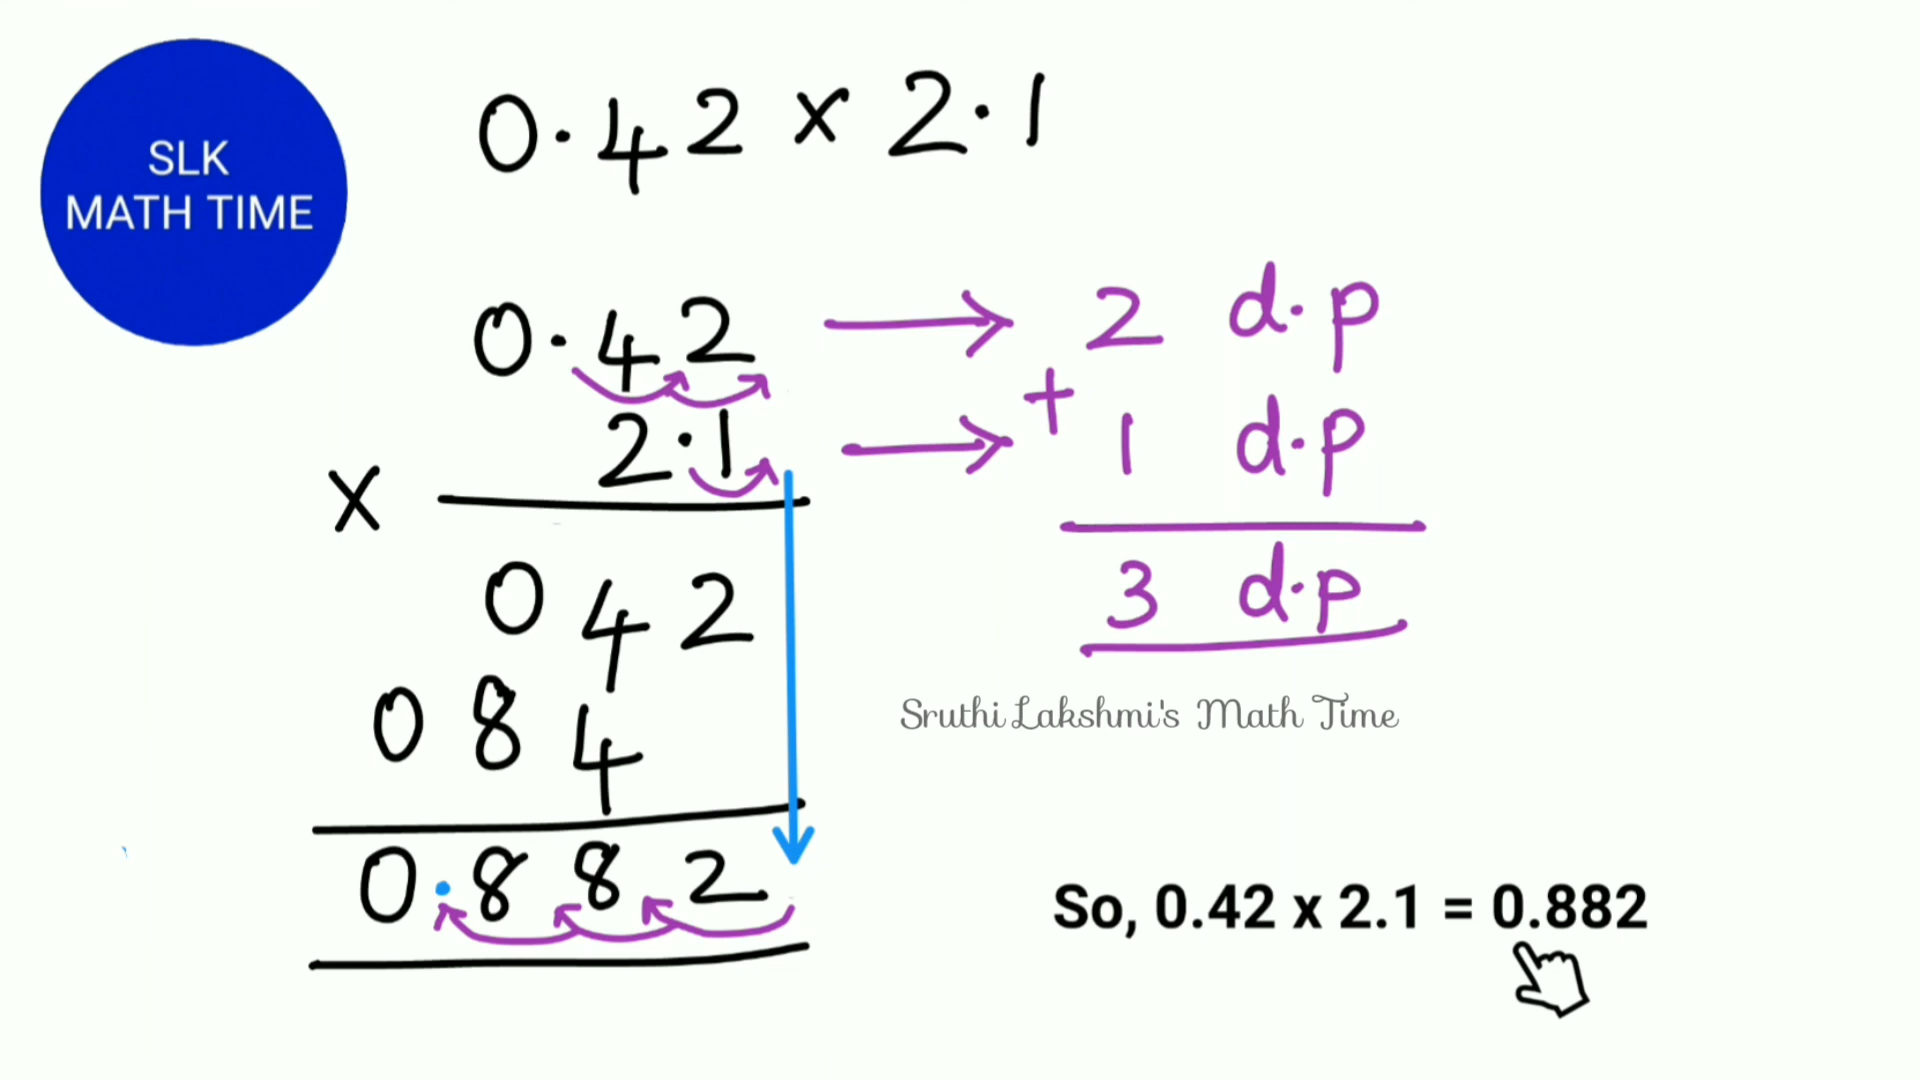 SLK
MATH TIME
0.42 x 2.1
0.42 → 2 d.p
x 2.1 → + 1 d.p
3 d.p
042
084
0.882
Sruthi Lakshmi's Math Time
So, 0.42 x 2.1 = 0.882